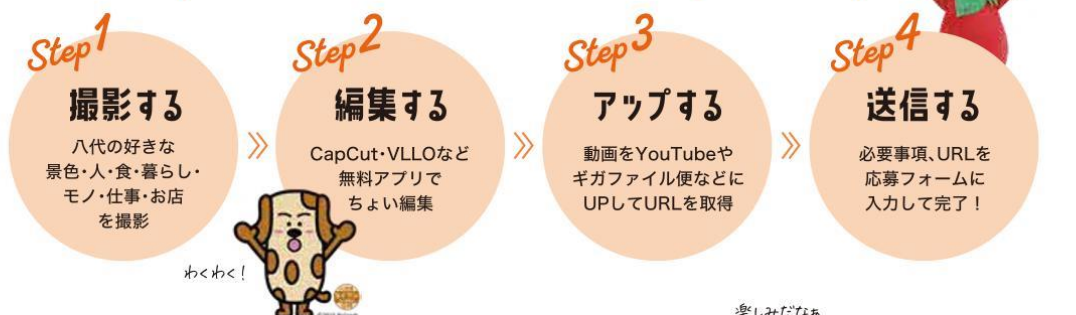 Step1
撮影する
八代の好きな
景色・人・食・暮らし・
モノ・仕事・お店
を撮影
Step2
編集する
CapCut・VLLOなど
無料アプリで
ちょい編集
Step3
アップする
動画をYouTubeや
ギガファイル便などに
UPしてURLを取得
Step4
送信する
必要事項、URLを
応募フォームに
入力して完了！
わくわく！
楽しみだなぁ